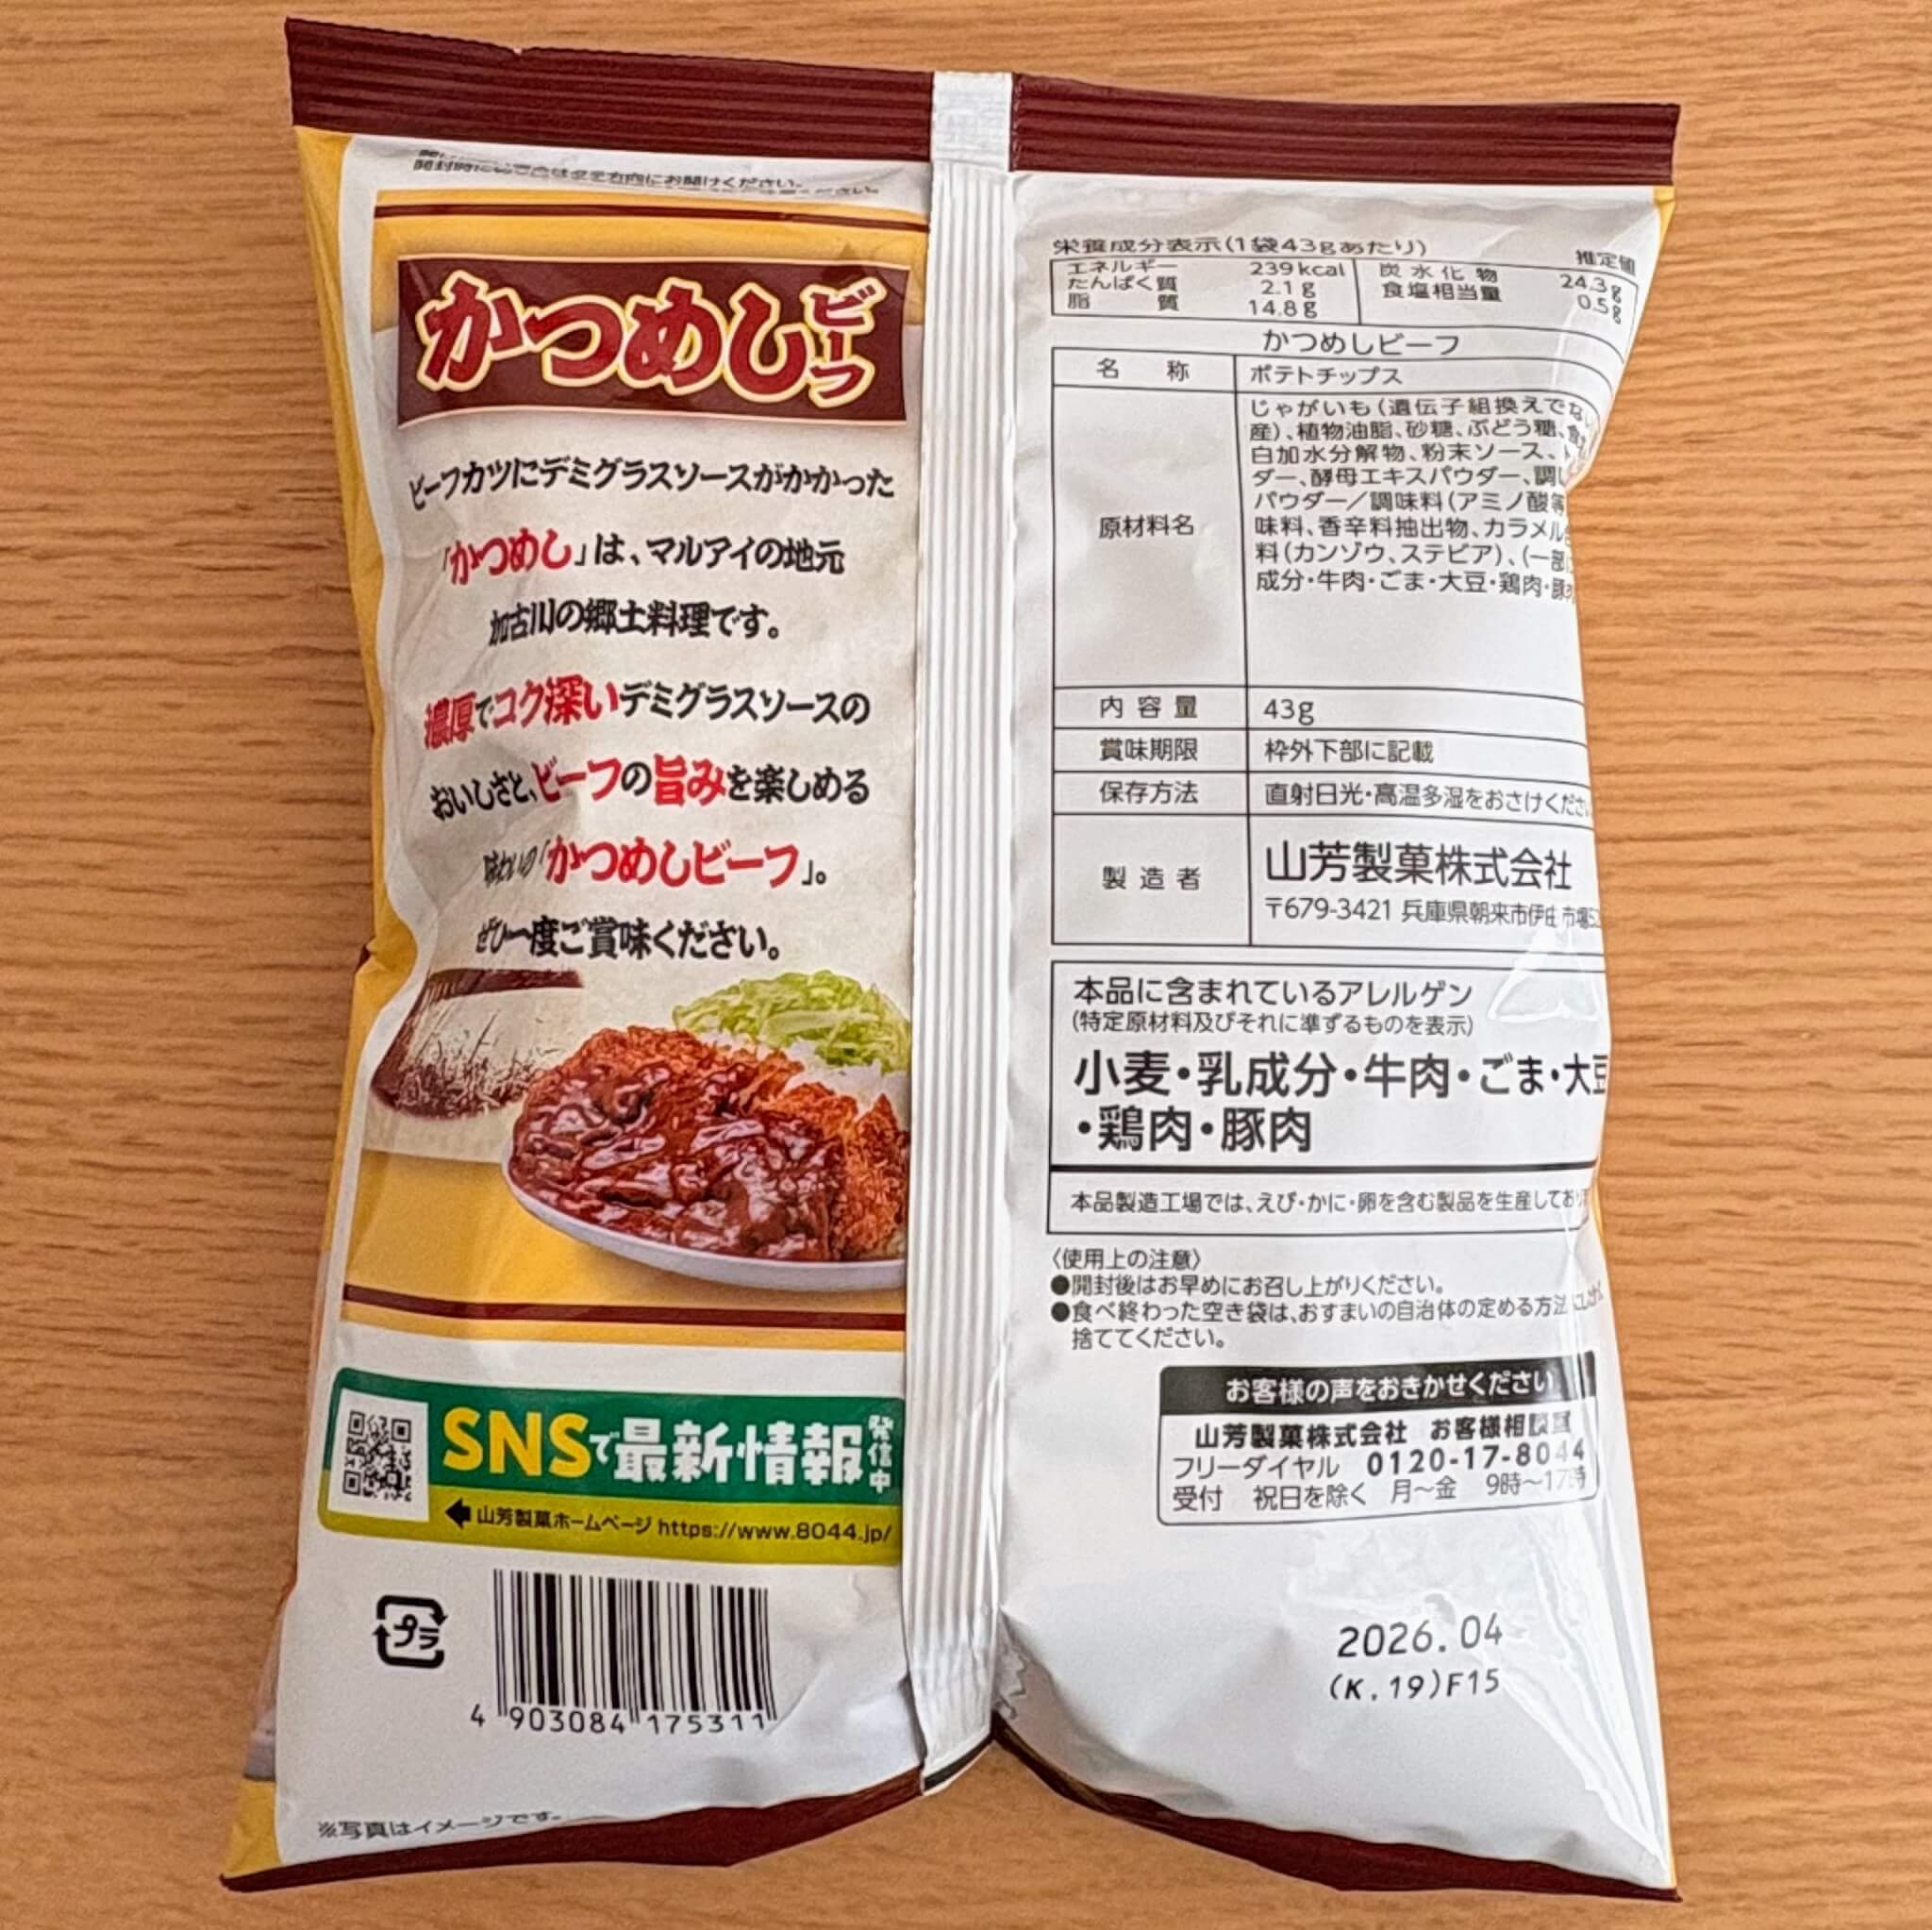 開封時に
かつめしビーフ
ビーフカツにデミグラスソースがかかった
「かつめし」は、マルアイの地元
加古川の郷土料理です。
濃厚でコク深いデミグラスソースの
おいしさと、ビーフの旨みを楽しめる
味わいの「かつめしビーフ」。
ぜひ一度ご賞味ください。
SNSで最新情報発信中
山芳製菓ホームページ https://www.8044.jp/
プラ
4 903084 175311
※写真はイメージです。
栄養成分表示(1袋43gあたり) 推定値
エネルギー 239kcal 炭水化物 24.3g
たんぱく質 2.1g 食塩相当量 0.5g
脂質 14.8g
かつめしビーフ
名称 ポテトチップス
原材料名 じゃがいも(遺伝子組換えでない
産)、植物油脂、砂糖、ぶどう糖、食
白加水分解物、粉末ソース、
ダー、酵母エキスパウダー、調
パウダー/調味料(アミノ酸等
味料、香辛料抽出物、カラメル
料(カンゾウ、ステビア)、(一部
成分・牛肉・ごま・大豆・鶏肉・豚
内容量 43g
賞味期限 枠外下部に記載
保存方法 直射日光・高温多湿をおさけくださ
製造者 山芳製菓株式会社
〒679-3421 兵庫県朝来市伊由市場
本品に含まれているアレルゲン
(特定原材料及びそれに準ずるものを表示)
小麦・乳成分・牛肉・ごま・大豆
・鶏肉・豚肉
本品製造工場では、えび・かに・卵を含む製品を生産してお
〈使用上の注意〉
●開封後はお早めにお召し上がりください。
●食べ終わった空き袋は、おすまいの自治体の定める方法
捨ててください。
お客様の声をおきかせください
山芳製菓株式会社 お客様相談室
フリーダイヤル 0120-17-8044
受付 祝日を除く 月〜金 9時〜17時
2026.04
(K.19)F15